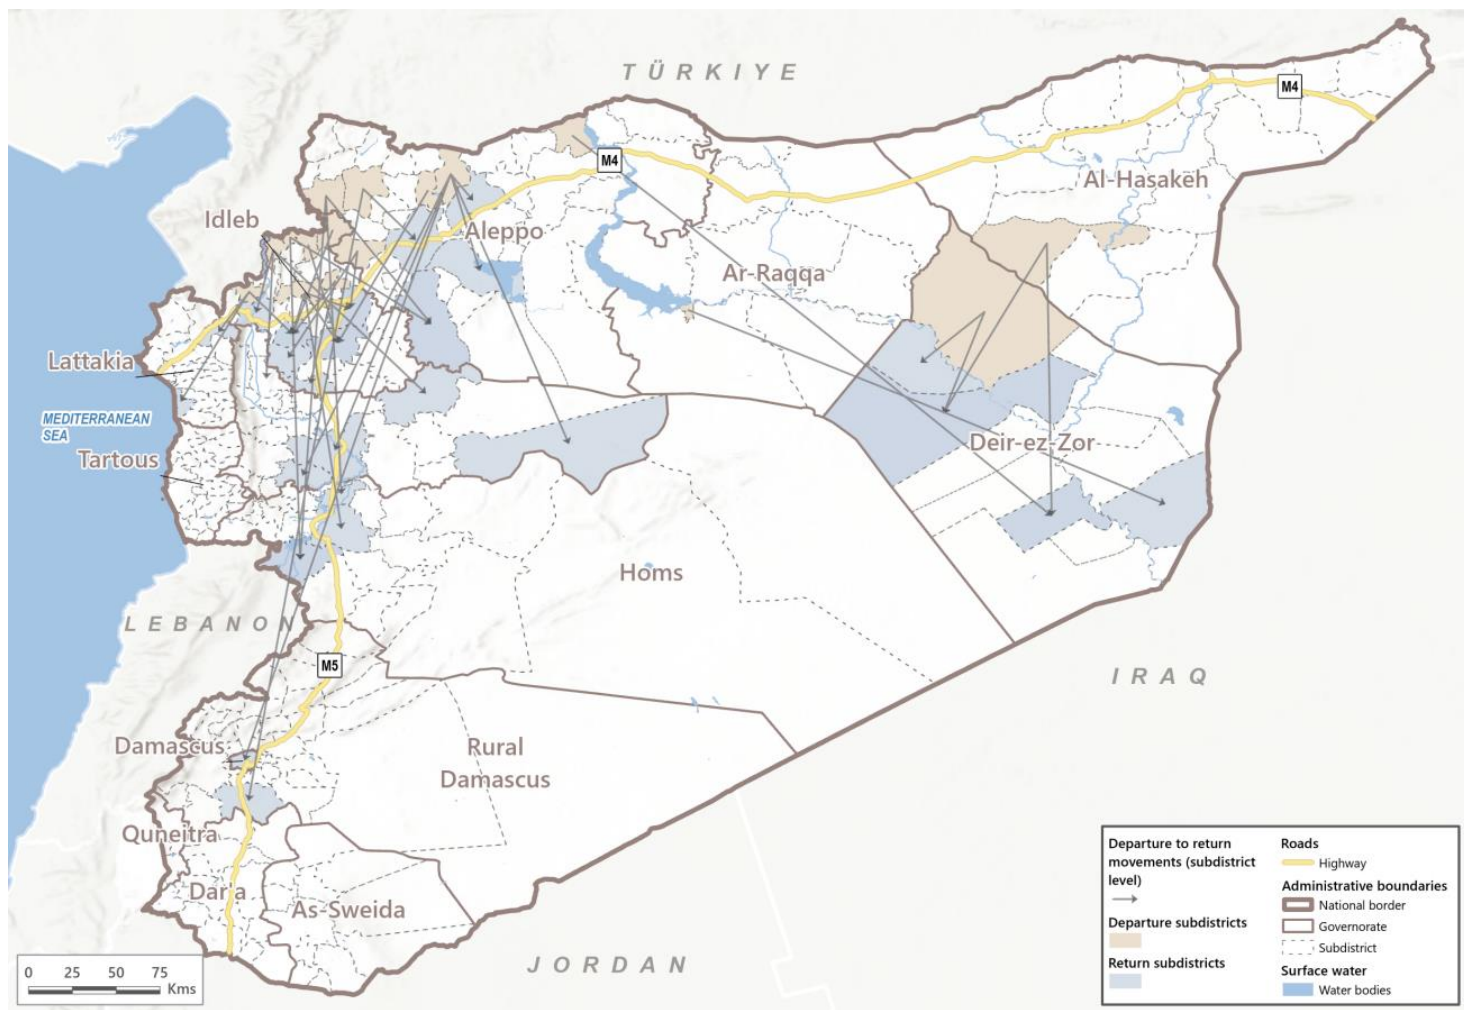 TÜRKIYE
M4
M4
Al-Hasakeh
Idleb
Aleppo
Ar-Raqqa
Lattakia
MEDITERRANEAN
SEA
Deir-ez-Zor
Tartous
Homs
LEBANON
M5
IRAQ
Damascus
Rural
Damascus
Quneitra
Dar'a
As-Sweida
JORDAN
0 25 50 75
Kms
Departure to return
movements (subdistrict
level)
Departure subdistricts
Return subdistricts
Roads
Highway
Administrative boundaries
National border
Governorate
Subdistrict
Surface water
Water bodies